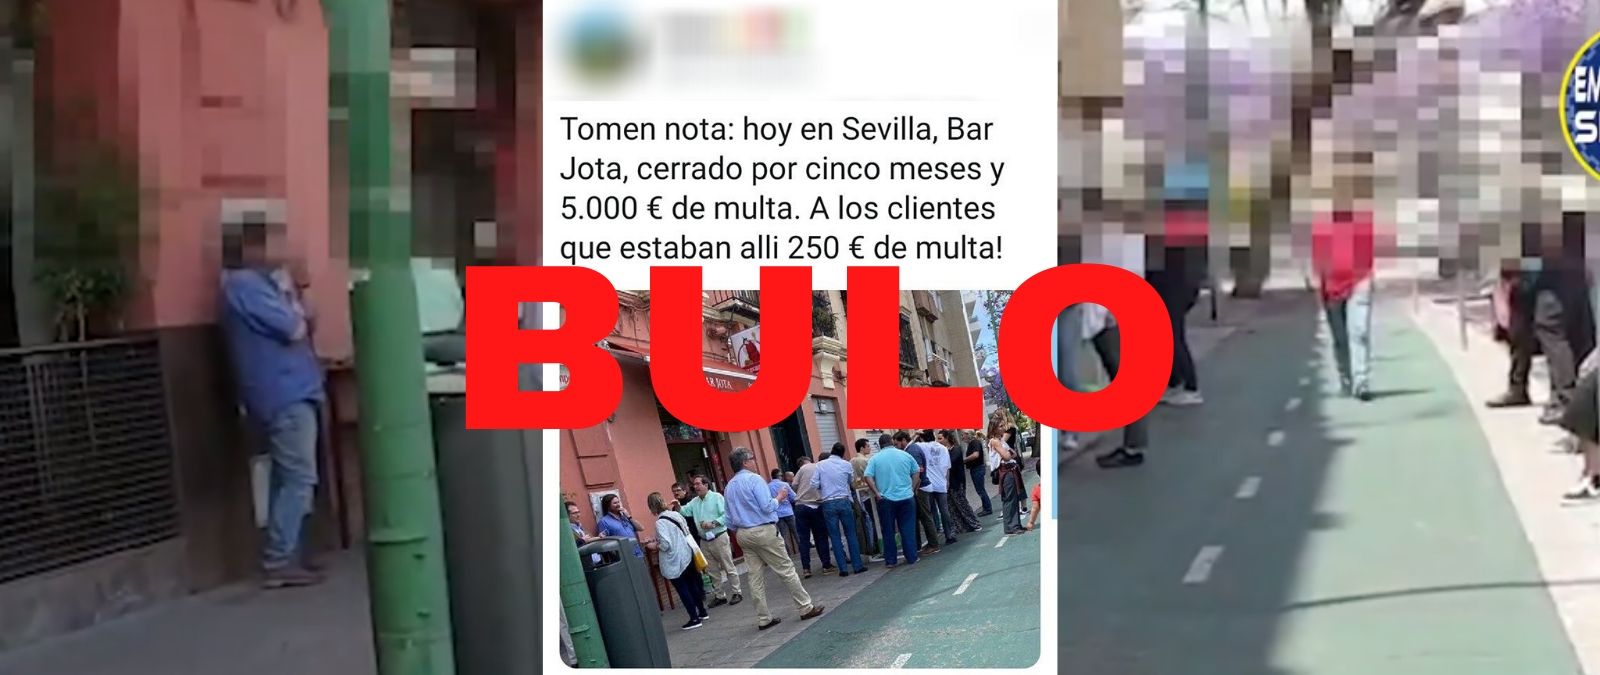 Tomen nota: hoy en Sevilla, Bar
Jota, cerrado por cinco meses y
5.000 € de multa. A los clientes
que estaban alli 250 € de multa!
BULO
JOTA
EM
S